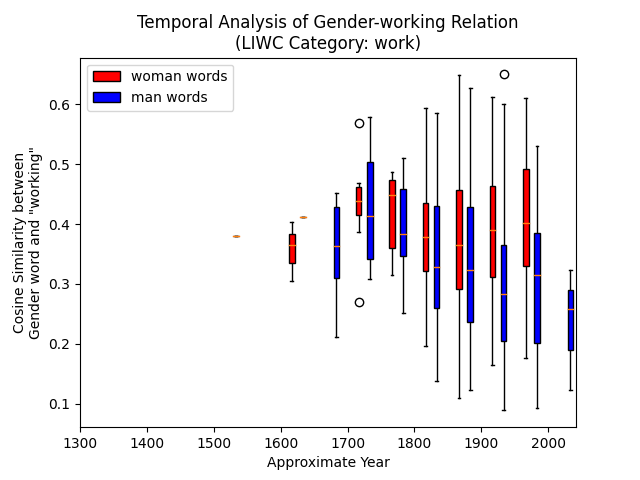 Temporal Analysis of Gender-working Relation
(LIWC Category: work)
woman words
man words
Cosine Similarity between
Gender word and "working"
0.6
0.5
0.4
0.3
0.2
0.1
1300 1400 1500 1600 1700 1800 1900 2000
Approximate Year